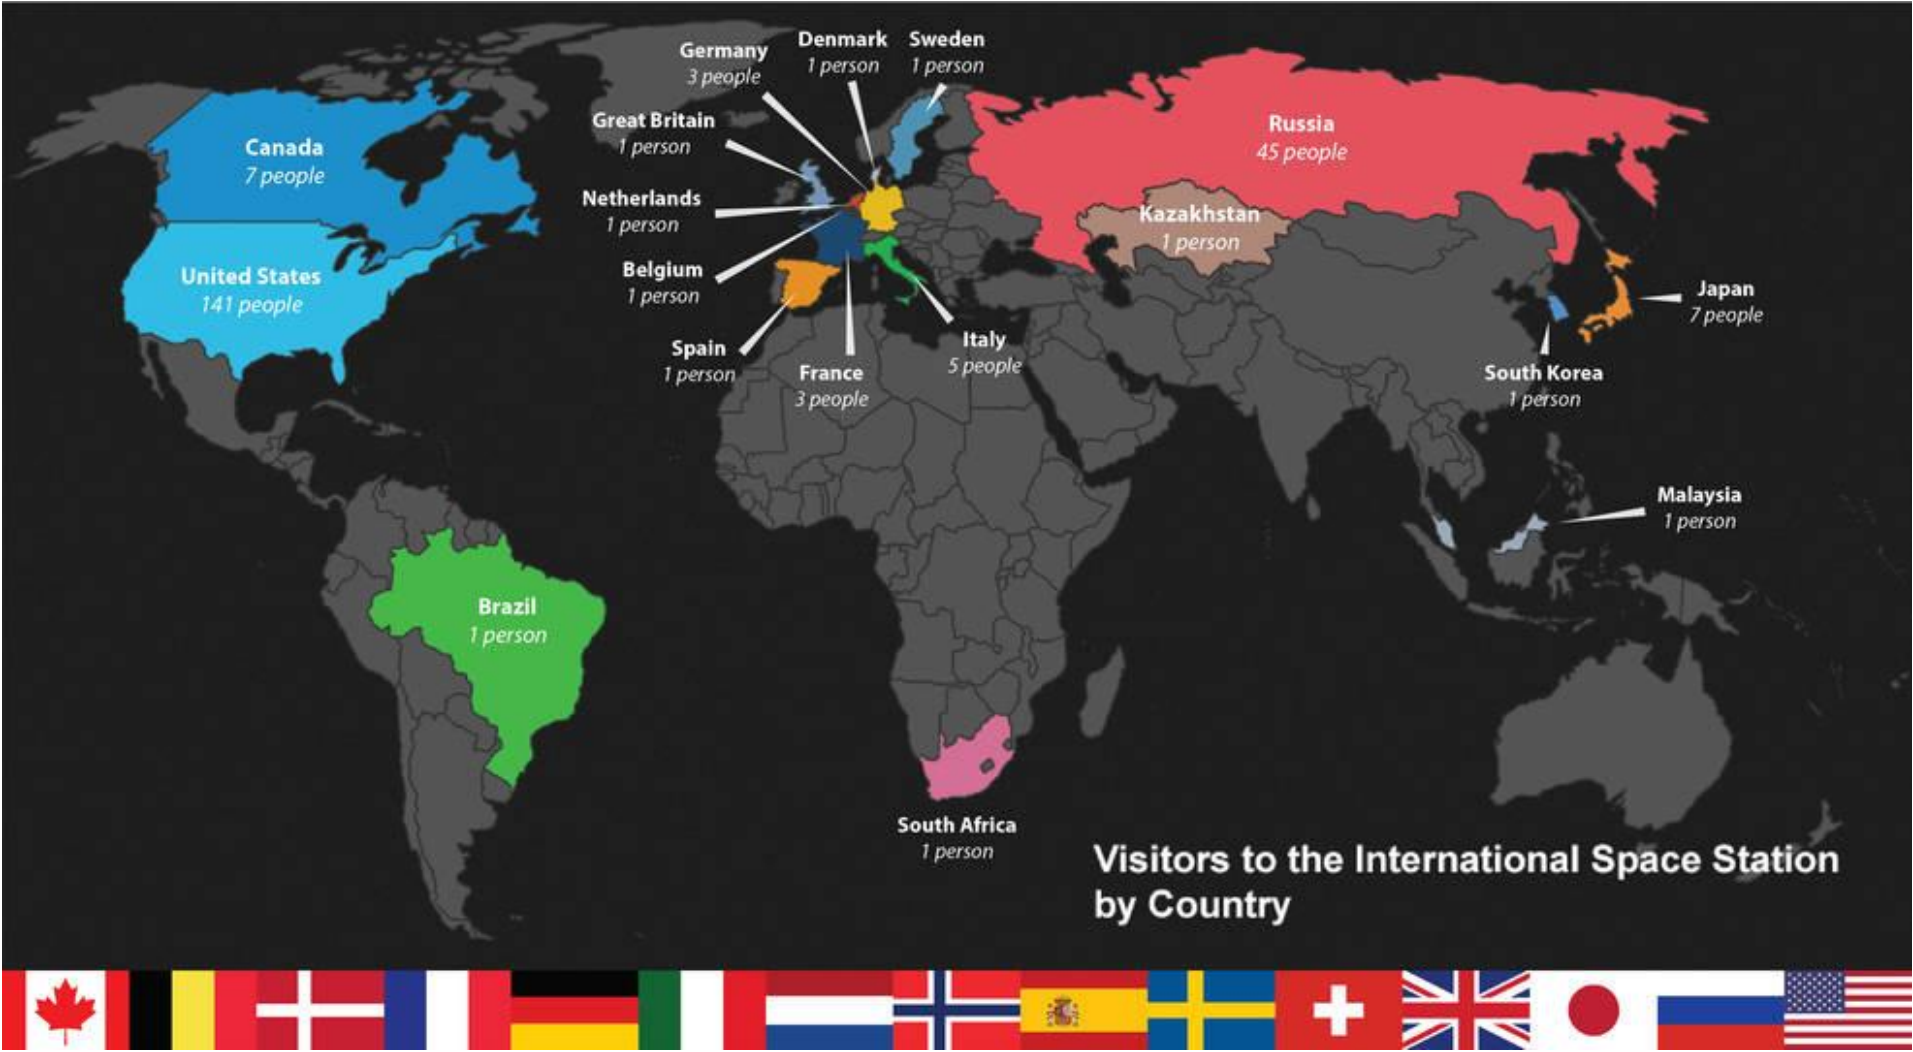 Germany
3 people
Denmark
1 person
Sweden
1 person
Great Britain
1 person
Russia
45 people
Canada
7 people
Netherlands
1 person
Kazakhstan
1 person
United States
141 people
Belgium
1 person
Japan
7 people
Spain
1 person
France
3 people
Italy
5 people
South Korea
1 person
Malaysia
1 person
Brazil
1 person
South Africa
1 person
Visitors to the International Space Station
by Country